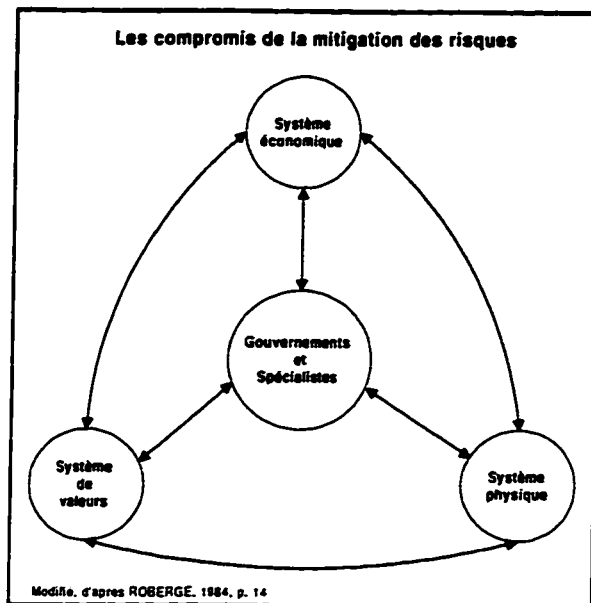 Les compromis de la mitigation des risques
Système
économique
Gouvernements
et
Spécialistes
Système
de
valeurs
Système
physique
Modifié, d'apres ROBERGE, 1984, p. 14